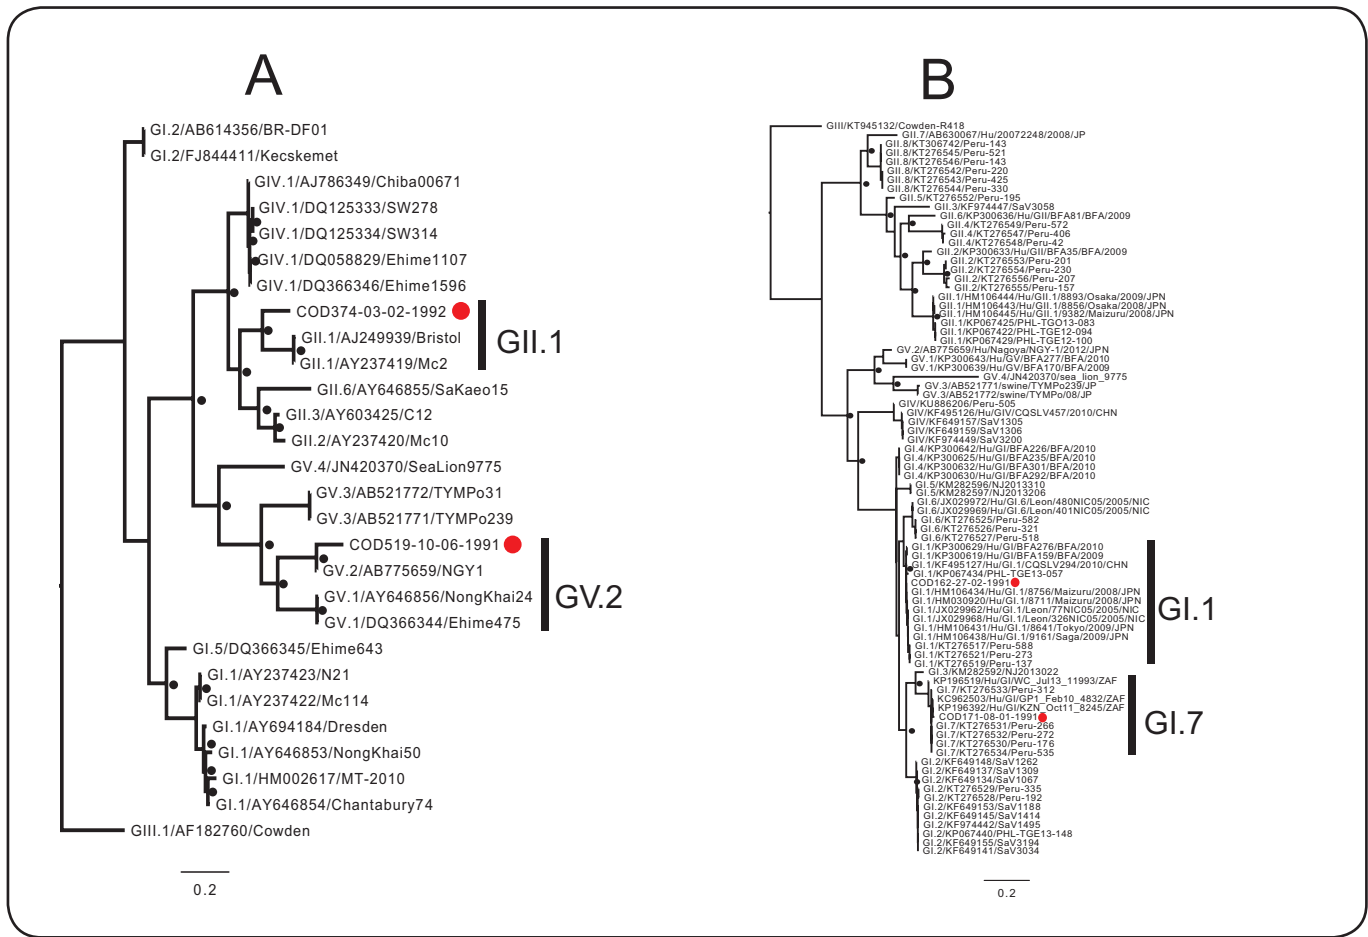 A
GI.2/AB614356/BR-DF01
GI.2/FJ844411/Kecskemet
GIV.1/AJ786349/Chiba00671
GIV.1/DQ125333/SW278
GIV.1/DQ125334/SW314
GIV.1/DQ058829/Ehime1107
GIV.1/DQ366346/Ehime1596
COD374-03-02-1992
GII.1/AJ249939/Bristol
GII.1/AY237419/Mc2
GII.1
GII.6/AY646855/SaKaeo15
GII.3/AY603425/C12
GII.2/AY237420/Mc10
GV.4/JN420370/SeaLion9775
GV.3/AB521772/TYMPo31
GV.3/AB521771/TYMPo239
COD519-10-06-1991
GV.2/AB775659/NGY1
GV.1/AY646856/NongKhai24
GV.1/DQ366344/Ehime475
GV.2
GI.5/DQ366345/Ehime643
GI.1/AY237423/N21
GI.1/AY237422/Mc114
GI.1/AY694184/Dresden
GI.1/AY646853/NongKhai50
GI.1/HM002617/MT-2010
GI.1/AY646854/Chantabury74
GIII.1/AF182760/Cowden
0.2
B
GIII/KT945132/Cowden-R418
GII.7/AB630067/Hu/20072248/2008/JP
GII.8/KT306742/Peru-143
GII.8/KT276545/Peru-521
GII.8/KT276546/Peru-143
GII.8/KT276542/Peru-220
GII.8/KT276543/Peru-425
GII.8/KT276544/Peru-330
GII.5/KT276552/Peru-195
GII.3/KF974447/SaV3058
GII.6/KP300636/Hu/GII/BFA81/BFA/2009
GII.4/KT276549/Peru-572
GII.4/KT276547/Peru-406
GII.4/KT276548/Peru-42
GII.2/KP300633/Hu/GII/BFA35/BFA/2009
GII.2/KT276553/Peru-201
GII.2/KT276554/Peru-230
GII.2/KT276556/Peru-207
GII.2/KT276555/Peru-157
GII.1/HM106444/Hu/GII.1/8893/Osaka/2009/JPN
GII.1/HM106443/Hu/GII.1/8856/Osaka/2008/JPN
GII.1/HM106445/Hu/GII.1/9382/Maizuru/2008/JPN
GII.1/KP067425/PHL-TGO13-083
GII.1/KP067422/PHL-TGE12-094
GII.1/KP067429/PHL-TGE12-100
GV.2/AB775659/Hu/Nagoya/NGY-1/2012/JPN
GV.1/KP300643/Hu/GV/BFA277/BFA/2010
GV.1/KP300639/Hu/GV/BFA170/BFA/2009
GV.4/JN420370/sea_lion_9775
GV.3/AB521771/swine/TYMPo239/JP
GV.3/AB521772/swine/TYMPo/08/JP
GIV/KU886206/Peru-505
GIV/KF495126/Hu/GIV/CQSLV457/2010/CHN
GIV/KF649157/SaV1305
GIV/KF649159/SaV1306
GIV/KF974449/SaV3200
GI.4/KP300642/Hu/GI/BFA226/BFA/2010
GI.4/KP300625/Hu/GI/BFA235/BFA/2010
GI.4/KP300632/Hu/GI/BFA301/BFA/2010
GI.4/KP300630/Hu/GI/BFA292/BFA/2010
GI.5/KM282596/NJ2013310
GI.5/KM282597/NJ2013206
GI.6/JX029972/Hu/GI.6/Leon/480NIC05/2005/NIC
GI.6/JX029969/Hu/GI.6/Leon/401NIC05/2005/NIC
GI.6/KT276525/Peru-582
GI.6/KT276526/Peru-321
GI.6/KT276527/Peru-518
GI.1/KP300629/Hu/GI/BFA276/BFA/2010
GI.1/KP300619/Hu/GI/BFA159/BFA/2009
GI.1/KF495127/Hu/GI.1/CQSLV294/2010/CHN
GI.1/KP067434/PHL-TGE13-057
COD162-27-02-1991
GI.1/HM106434/Hu/GI.1/8756/Maizuru/2008/JPN
GI.1/HM030920/Hu/GI.1/8711/Maizuru/2008/JPN
GI.1/JX029962/Hu/GI.1/Leon/77NIC05/2005/NIC
GI.1/JX029968/Hu/GI.1/Leon/326NIC05/2005/NIC
GI.1/HM106431/Hu/GI.1/8641/Tokyo/2009/JPN
GI.1/HM106438/Hu/GI.1/9161/Saga/2009/JPN
GI.1/KT276517/Peru-588
GI.1/KT276521/Peru-273
GI.1/KT276519/Peru-137
GI.1
GI.3/KM282592/NJ2013022
KP196519/Hu/GI/WC_Jul13_11993/ZAF
GI.7/KT276533/Peru-312
KC962503/Hu/GI/GP1_Feb10_4832/ZAF
KP196392/Hu/GI/KZN_Oct11_8245/ZAF
COD171-08-01-1991
GI.7/KT276531/Peru-266
GI.7/KT276532/Peru-272
GI.7/KT276530/Peru-176
GI.7/KT276534/Peru-535
GI.7
GI.2/KF649148/SaV1262
GI.2/KF649137/SaV1309
GI.2/KF649134/SaV1067
GI.2/KT276529/Peru-335
GI.2/KT276528/Peru-192
GI.2/KF649153/SaV1188
GI.2/KF649145/SaV1414
GI.2/KF974442/SaV1495
GI.2/KP067440/PHL-TGE13-148
GI.2/KF649155/SaV3194
GI.2/KF649141/SaV3034
0.2